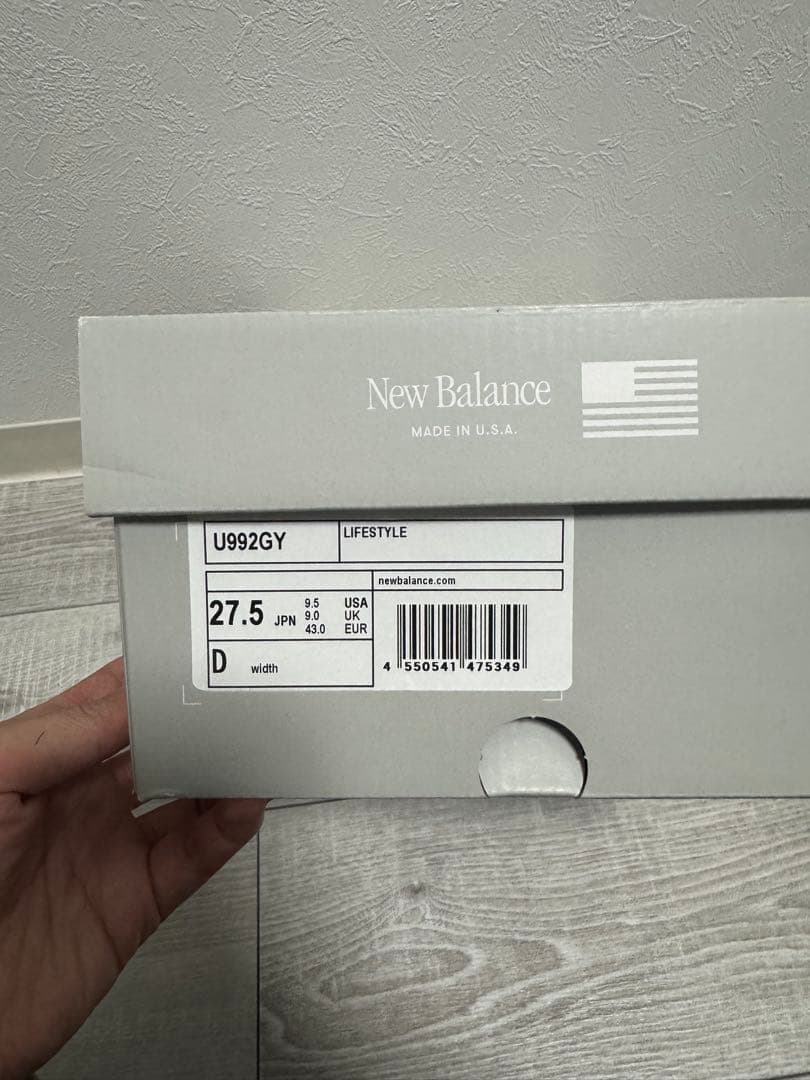 New Balance
MADE IN U.S.A.
U992GY
LIFESTYLE
newbalance.com
27.5 JPN
9.5 USA
9.0 UK
43.0 EUR
D width
4 550541 475349